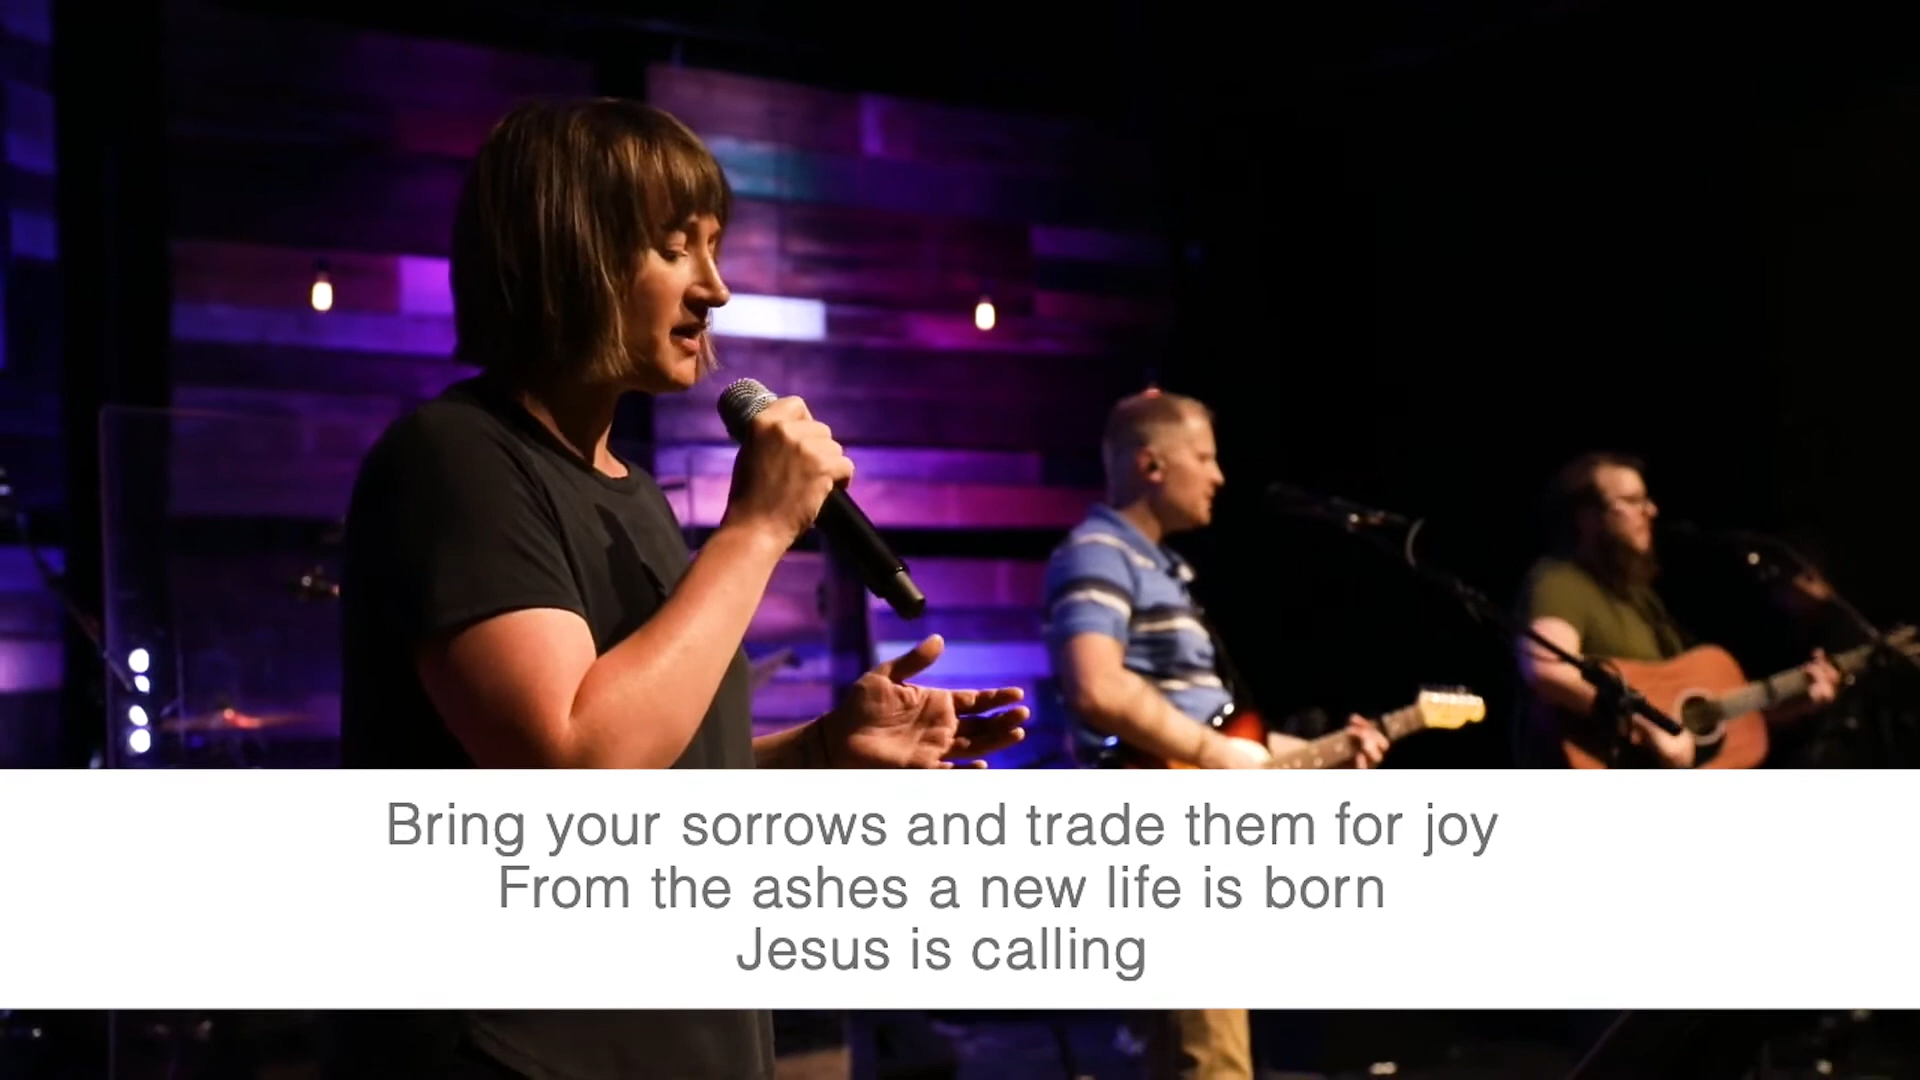 Bring your sorrows and trade them for joy
From the ashes a new life is born
Jesus is calling